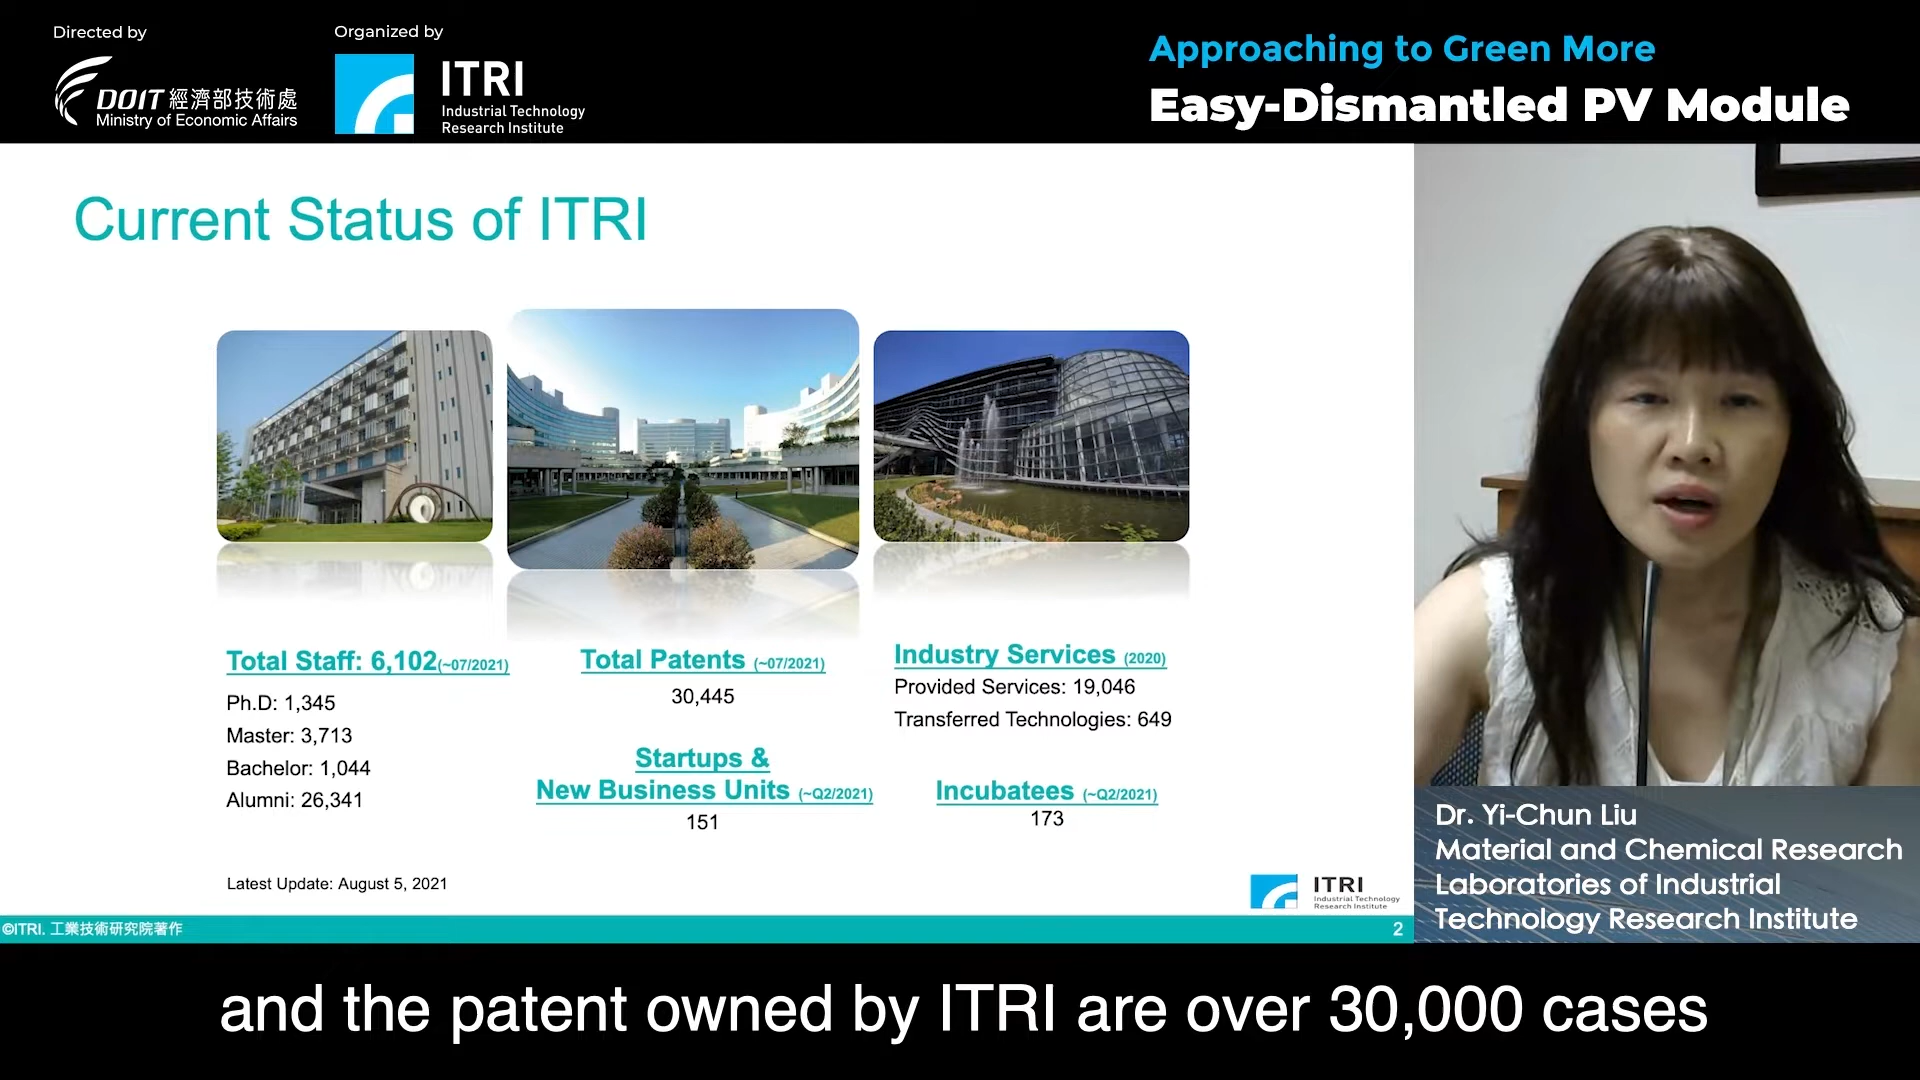 Directed by
DOIT 經濟部技術處
Ministry of Economic Affairs
Organized by
ITRI
Industrial Technology
Research Institute
Approaching to Green More
Easy-Dismantled PV Module
Current Status of ITRI
Total Staff: 6,102(~07/2021)
Ph.D: 1,345
Master: 3,713
Bachelor: 1,044
Alumni: 26,341
Total Patents (~07/2021)
30,445
Startups &
New Business Units (~Q2/2021)
151
Industry Services (2020)
Provided Services: 19,046
Transferred Technologies: 649
Incubatees (~Q2/2021)
173
Latest Update: August 5, 2021
ITRI
Industrial Technology
Research Institute
©ITRI. 工業技術研究院著作
2
Dr. Yi-Chun Liu
Material and Chemical Research
Laboratories of Industrial
Technology Research Institute
and the patent owned by ITRI are over 30,000 cases